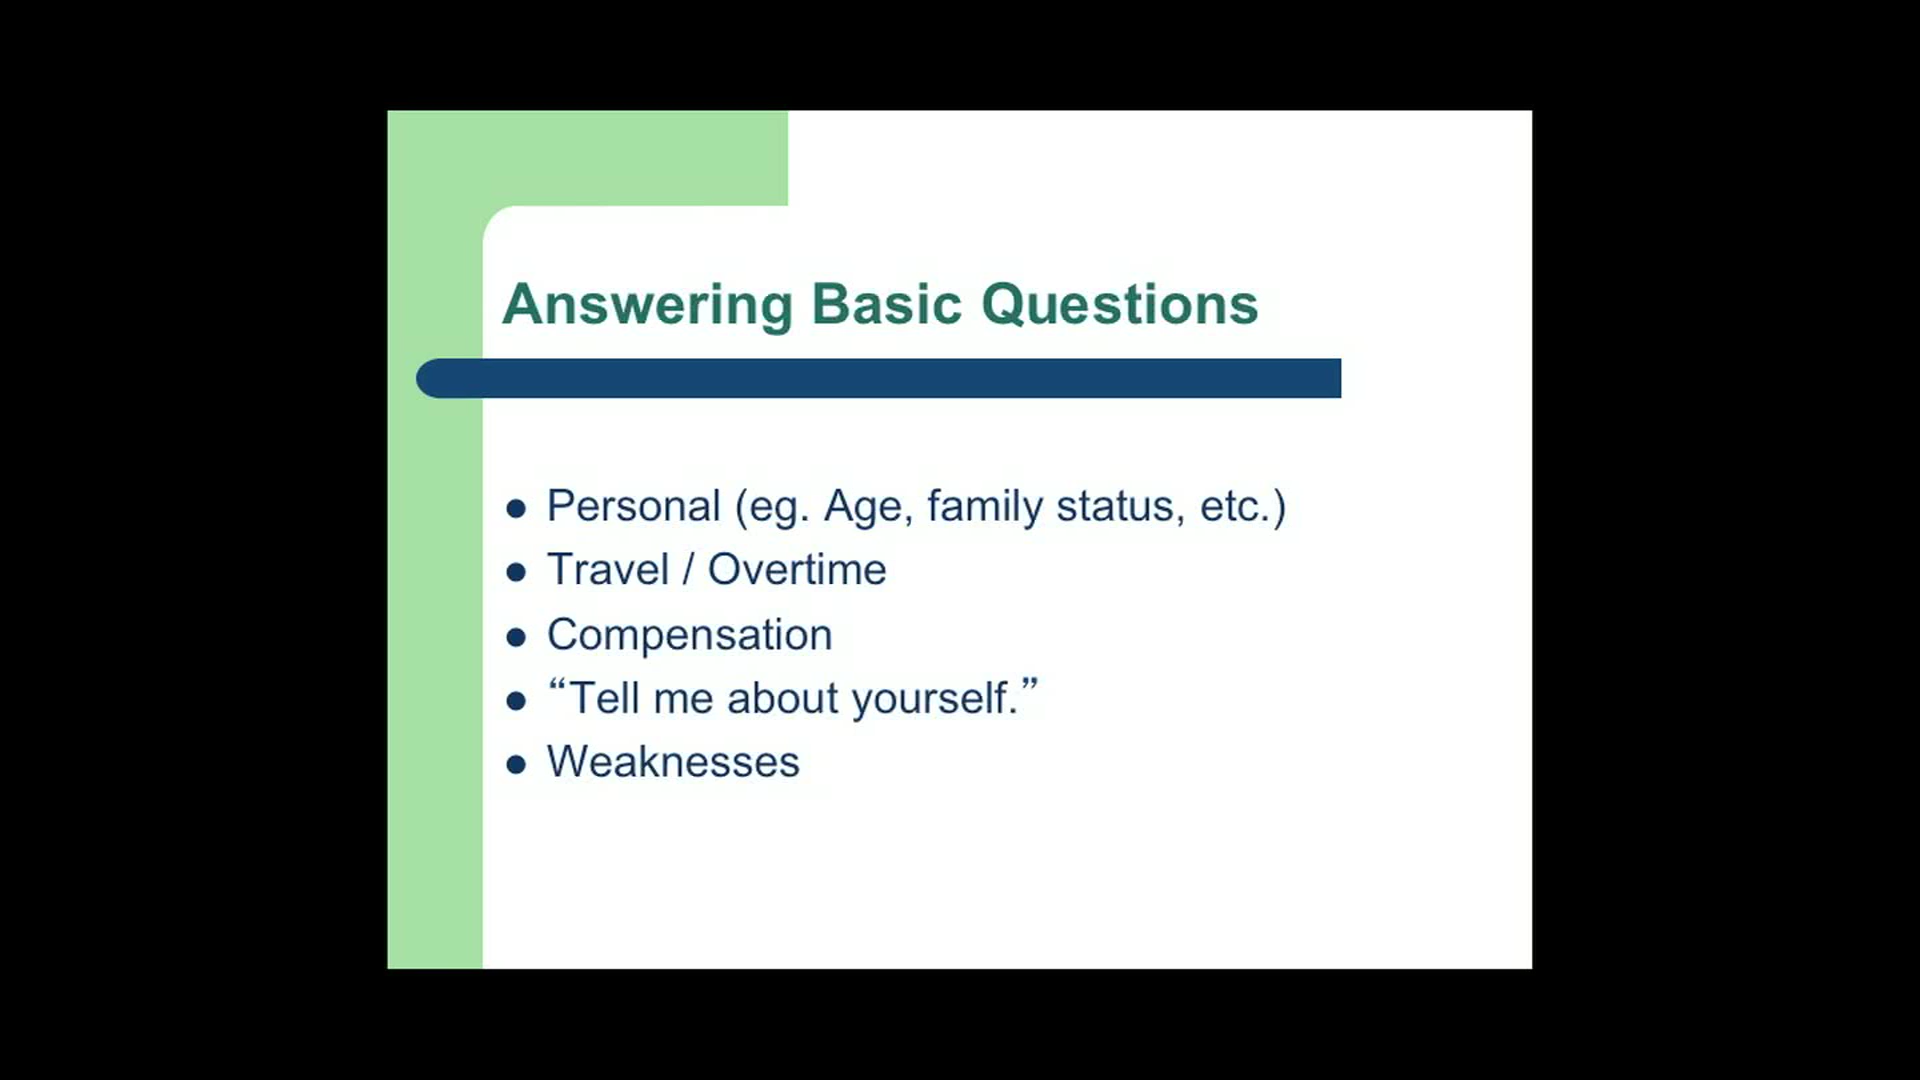 Answering Basic Questions
● Personal (eg. Age, family status, etc.)
● Travel / Overtime
● Compensation
● “Tell me about yourself.”
● Weaknesses